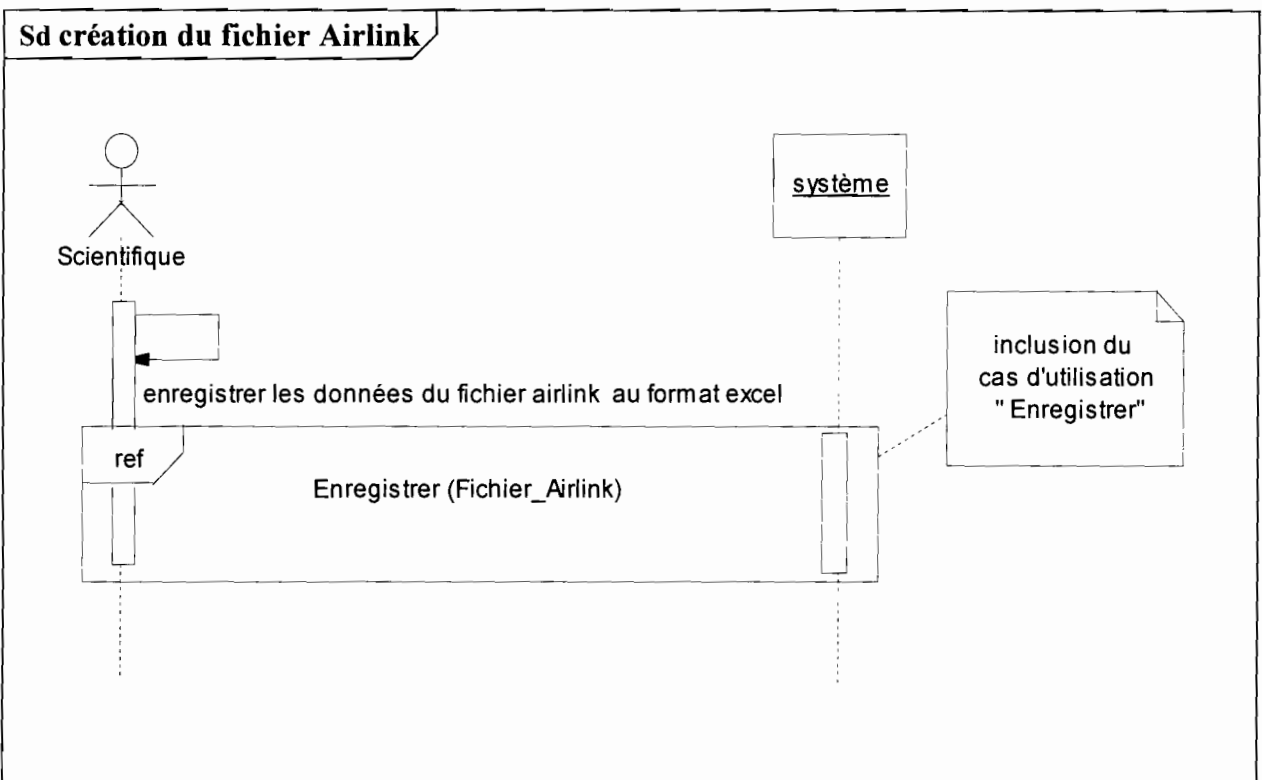 Sd création du fichier Airlink
système
Scientifique
inclusion du
cas d'utilisation
" Enregistrer"
enregistrer les données du fichier airlink au format excel
ref
Enregistrer (Fichier_Airlink)